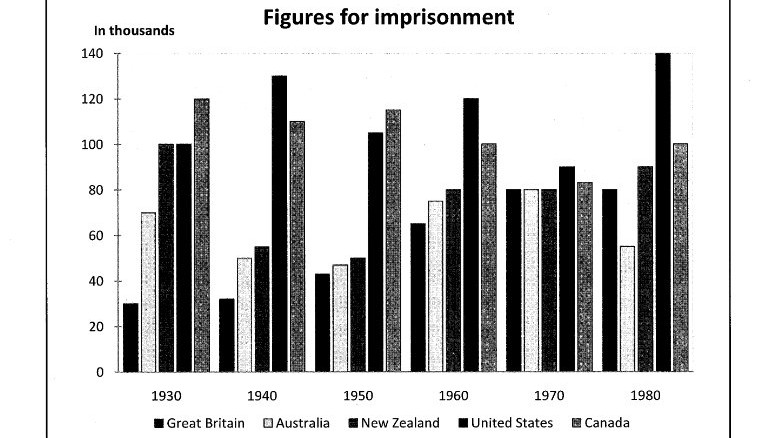 Figures for imprisonment
In thousands
140
120
100
80
60
40
20
0
1930 1940 1950 1960 1970 1980
Great Britain Australia New Zealand United States Canada